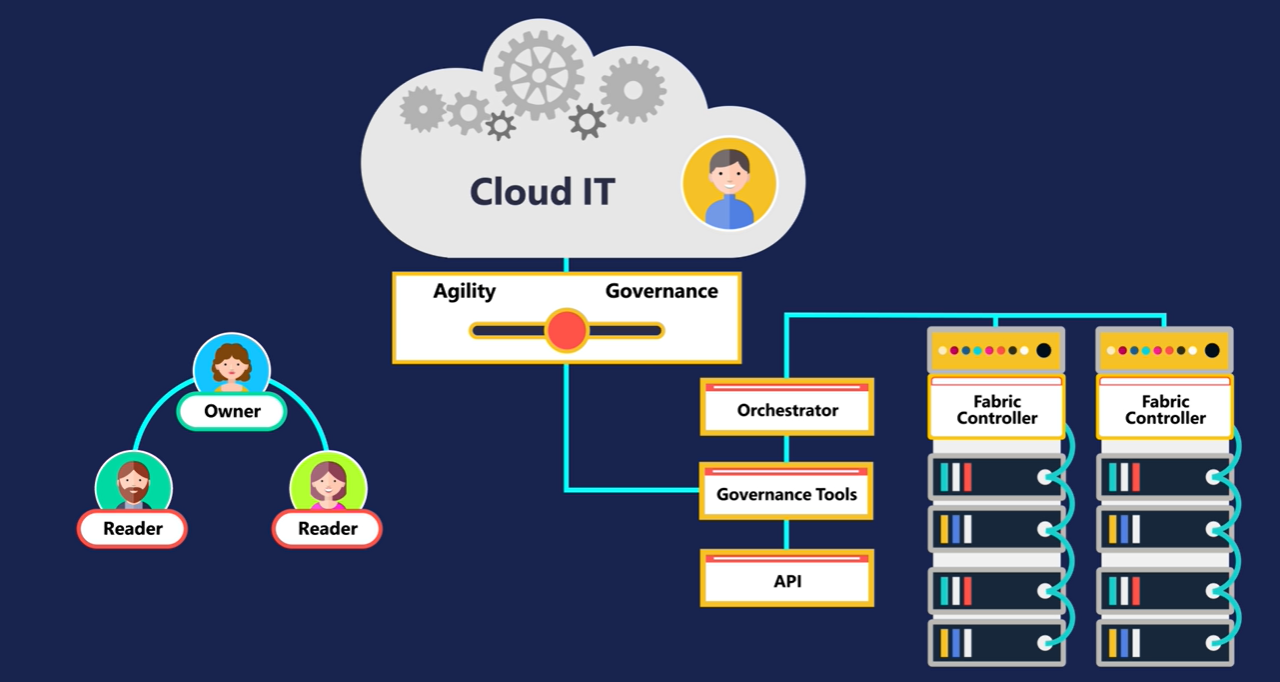 Cloud IT
Agility
Governance
Owner
Reader
Reader
Orchestrator
Governance Tools
API
Fabric
Controller
Fabric
Controller